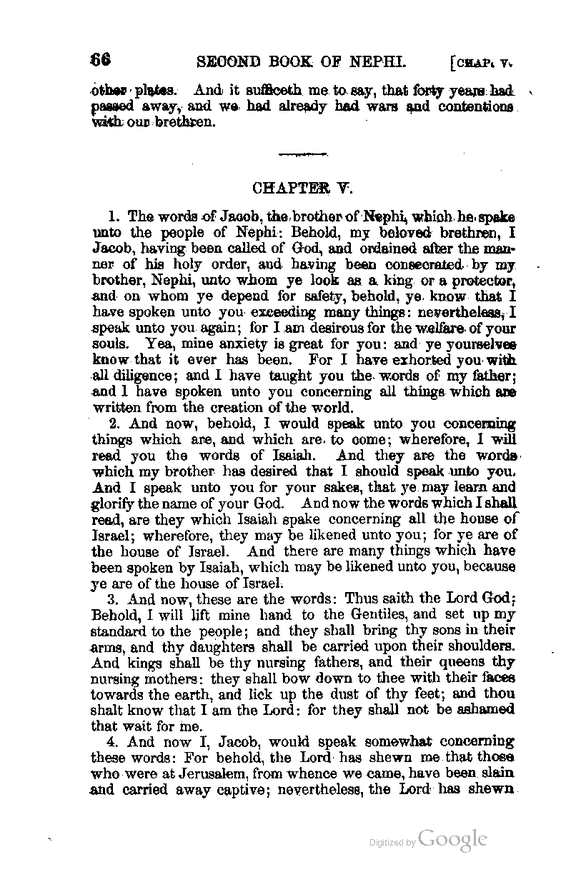 66 SECOND BOOK OF NEPHI. [CHAP. V.
other plates. And it sufficeth me to say, that forty years had
passed away, and we had already had wars and contentions
with our brethren.
CHAPTER V.
1. The words of Jacob, the brother of Nephi, which he spake
unto the people of Nephi: Behold, my beloved brethren, I
Jacob, having been called of God, and ordained after the man-
ner of his holy order, and having been consecrated by my
brother, Nephi, unto whom ye look as a king or a protector,
and on whom ye depend for safety, behold, ye know that I
have spoken unto you exceeding many things: nevertheless, I
speak unto you again; for I am desirous for the welfare of your
souls. Yea, mine anxiety is great for you: and ye yourselves
know that it ever has been. For I have exhorted you with
all diligence; and I have taught you the words of my father;
and I have spoken unto you concerning all things which are
written from the creation of the world.
2. And now, behold, I would speak unto you concerning
things which are, and which are to come; wherefore, I will
read you the words of Isaiah. And they are the words
which my brother has desired that I should speak unto you.
And I speak unto you for your sakes, that ye may learn and
glorify the name of your God. And now the words which I shall
read, are they which Isaiah spake concerning all the house of
Israel; wherefore, they may be likened unto you; for ye are of
the house of Israel. And there are many things which have
been spoken by Isaiah, which may be likened unto you, because
ye are of the house of Israel.
3. And now, these are the words: Thus saith the Lord God:
Behold, I will lift mine hand to the Gentiles, and set up my
standard to the people; and they shall bring thy sons in their
arms, and thy daughters shall be carried upon their shoulders.
And kings shall be thy nursing fathers, and their queens thy
nursing mothers: they shall bow down to thee with their faces
towards the earth, and lick up the dust of thy feet; and thou
shalt know that I am the Lord: for they shall not be ashamed
that wait for me.
4. And now I, Jacob, would speak somewhat concerning
these words: For behold, the Lord has shewn me that those
who were at Jerusalem, from whence we came, have been slain
and carried away captive; nevertheless, the Lord has shewn
Digitized by Google